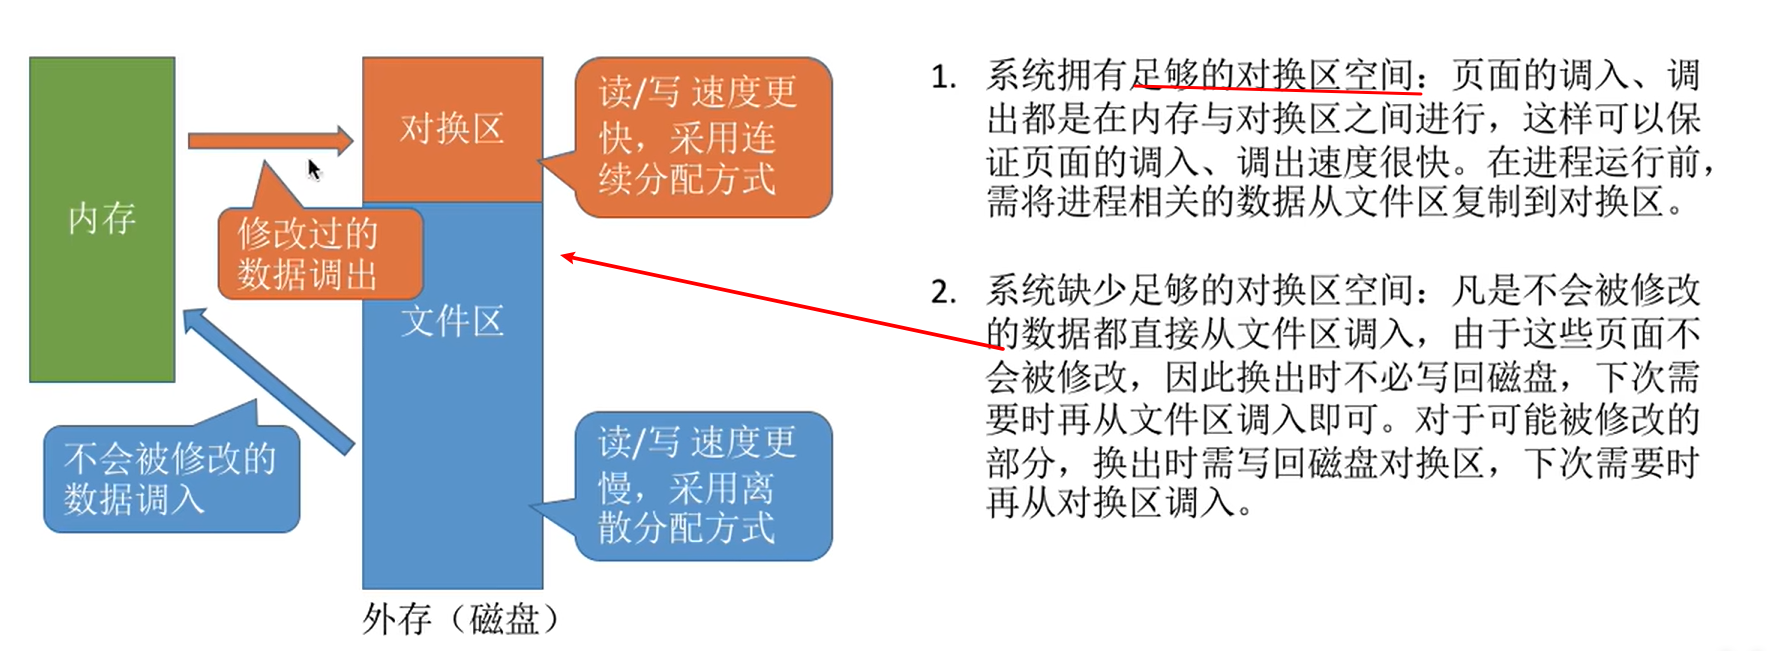 内存
对换区
文件区
外存（磁盘）
修改过的
数据调出
不会被修改的
数据调入
读/写 速度更
快，采用连
续分配方式
读/写 速度更
慢，采用离
散分配方式
1. 系统拥有足够的对换区空间：页面的调入、调
出都是在内存与对换区之间进行，这样可以保
证页面的调入、调出速度很快。在进程运行前，
需将进程相关的数据从文件区复制到对换区。
2. 系统缺少足够的对换区空间：凡是不会被修改
的数据都直接从文件区调入，由于这些页面不
会被修改，因此换出时不必写回磁盘，下次需
要时再从文件区调入即可。对于可能被修改的
部分，换出时需写回磁盘对换区，下次需要时
再从对换区调入。